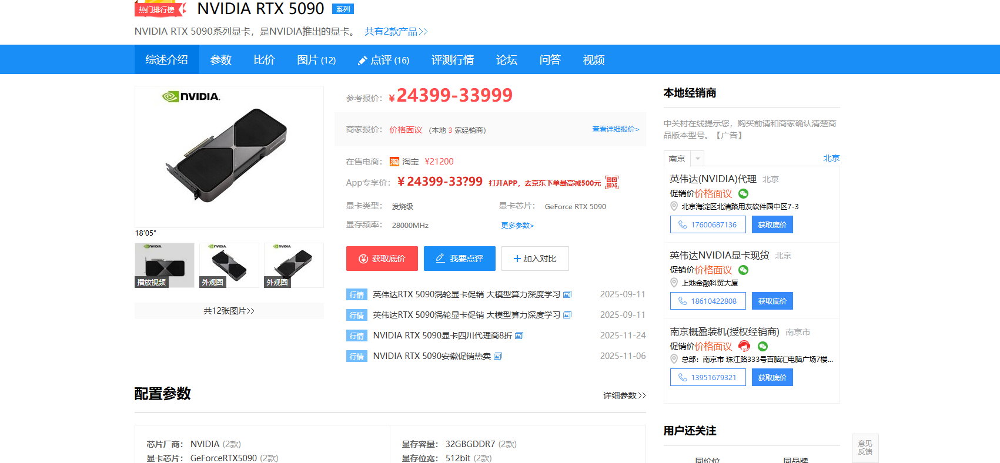 热门排行榜
NVIDIA RTX 5090 系列
NVIDIA RTX 5090系列显卡，是NVIDIA推出的显卡。 共有2款产品>>
综述介绍 参数 比价 图片 (12) 点评 (16) 评测行情 论坛 问答 视频
NVIDIA.
18'05"
NVIDIA
播放视频
NVIDIA
外观图
NVIDIA
外观图
共12张图片>>
参考报价： ¥24399-33999
商家报价： 价格面议 (本地 3 家经销商) 查看详细报价>
在售电商： 淘 淘宝 ¥21200
App专享价： ¥24399-33?99 打开APP，去京东下单最高减500元
显卡类型： 发烧级 显卡芯片： GeForce RTX 5090
显存频率： 28000MHz 更多参数>
获取底价 我要点评 +加入对比
行情 英伟达RTX 5090涡轮显卡促销 大模型算力深度学习 2025-09-11
行情 英伟达RTX 5090涡轮显卡促销 大模型算力深度学习 2025-09-11
行情 NVIDIA RTX 5090显卡四川代理商8折 2025-11-24
行情 NVIDIA RTX 5090安徽促销热卖 2025-11-06
配置参数 详细参数>>
芯片厂商： NVIDIA (2款) 显存容量： 32GBGDDR7 (2款)
显卡芯片： GeForceRTX5090 (2款) 显存位宽： 512bit (2款)
本地经销商
中关村在线提示您，购买前请和商家确认清楚商
品版本型号。【广告】
南京 北京
英伟达(NVIDIA)代理 北京
促销价价格面议
北京海淀区北清路用友软件园中区7-3
17600687136 获取底价
英伟达NVIDIA显卡现货 北京
促销价价格面议
上地金融科贸大厦
18610422808 获取底价
南京概盈装机(授权经销商) 南京市
促销价价格面议
总部：南京市 珠江路333号百脑汇电脑广场7楼...
13951679321 获取底价
用户还关注
同价位 同品牌
意见
反馈